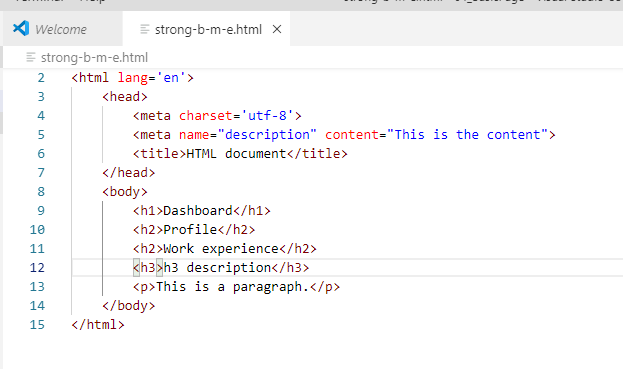 Welcome strong-b-m-e.html
strong-b-m-e.html
2 <html lang='en'>
3 <head>
4 <meta charset='utf-8'>
5 <meta name="description" content="This is the content">
6 <title>HTML document</title>
7 </head>
8 <body>
9 <h1>Dashboard</h1>
10 <h2>Profile</h2>
11 <h2>Work experience</h2>
12 <h3>h3 description</h3>
13 <p>This is a paragraph.</p>
14 </body>
15 </html>